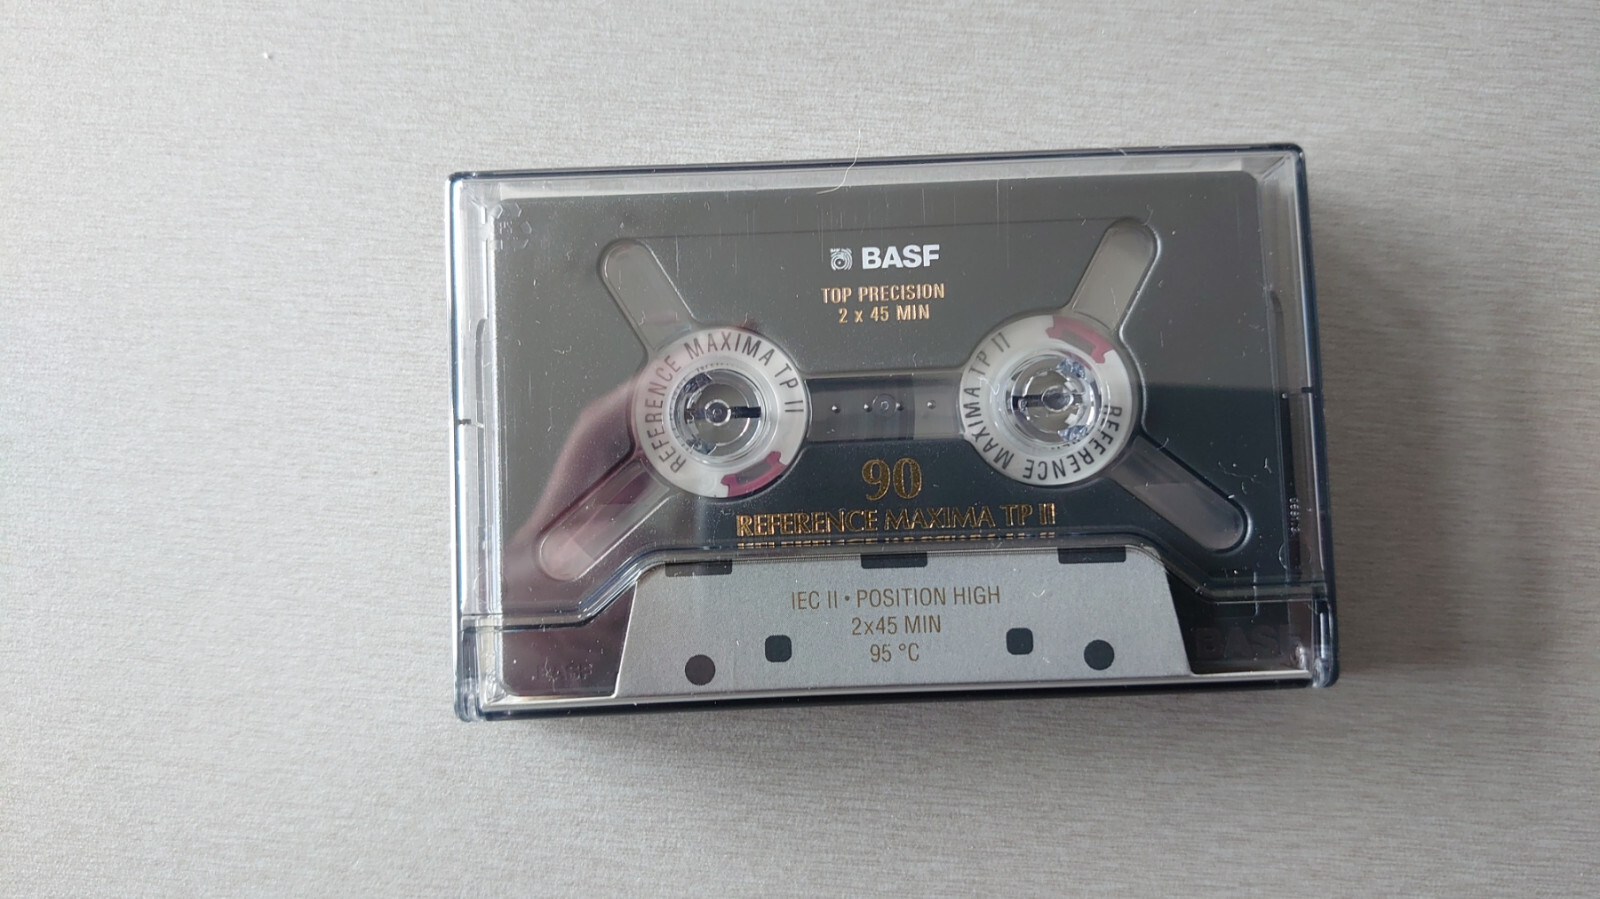 BASF
TOP PRECISION
2 x 45 MIN
REFERENCE MAXIMA TP II
REFERENCE MAXIMA TP II
90
REFERENCE MAXIMA TP II
IEC II • POSITION HIGH
2x45 MIN
95 °C
BASF